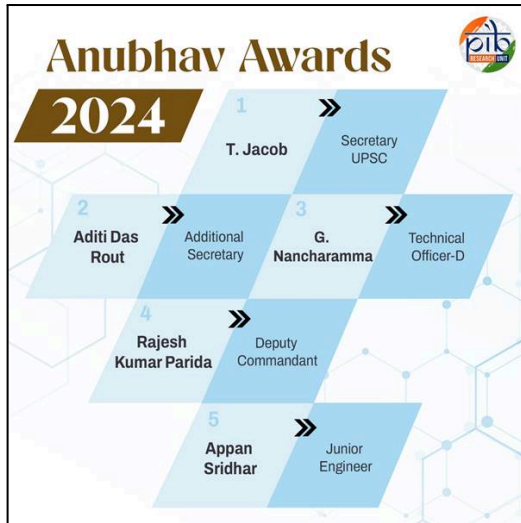 Anubhav Awards
pib
RESEARCH UNIT
2024
1
T. Jacob
Secretary
UPSC
2
Aditi Das
Rout
Additional
Secretary
3
G.
Nancharamma
Technical
Officer-D
4
Rajesh
Kumar Parida
Deputy
Commandant
5
Appan
Sridhar
Junior
Engineer